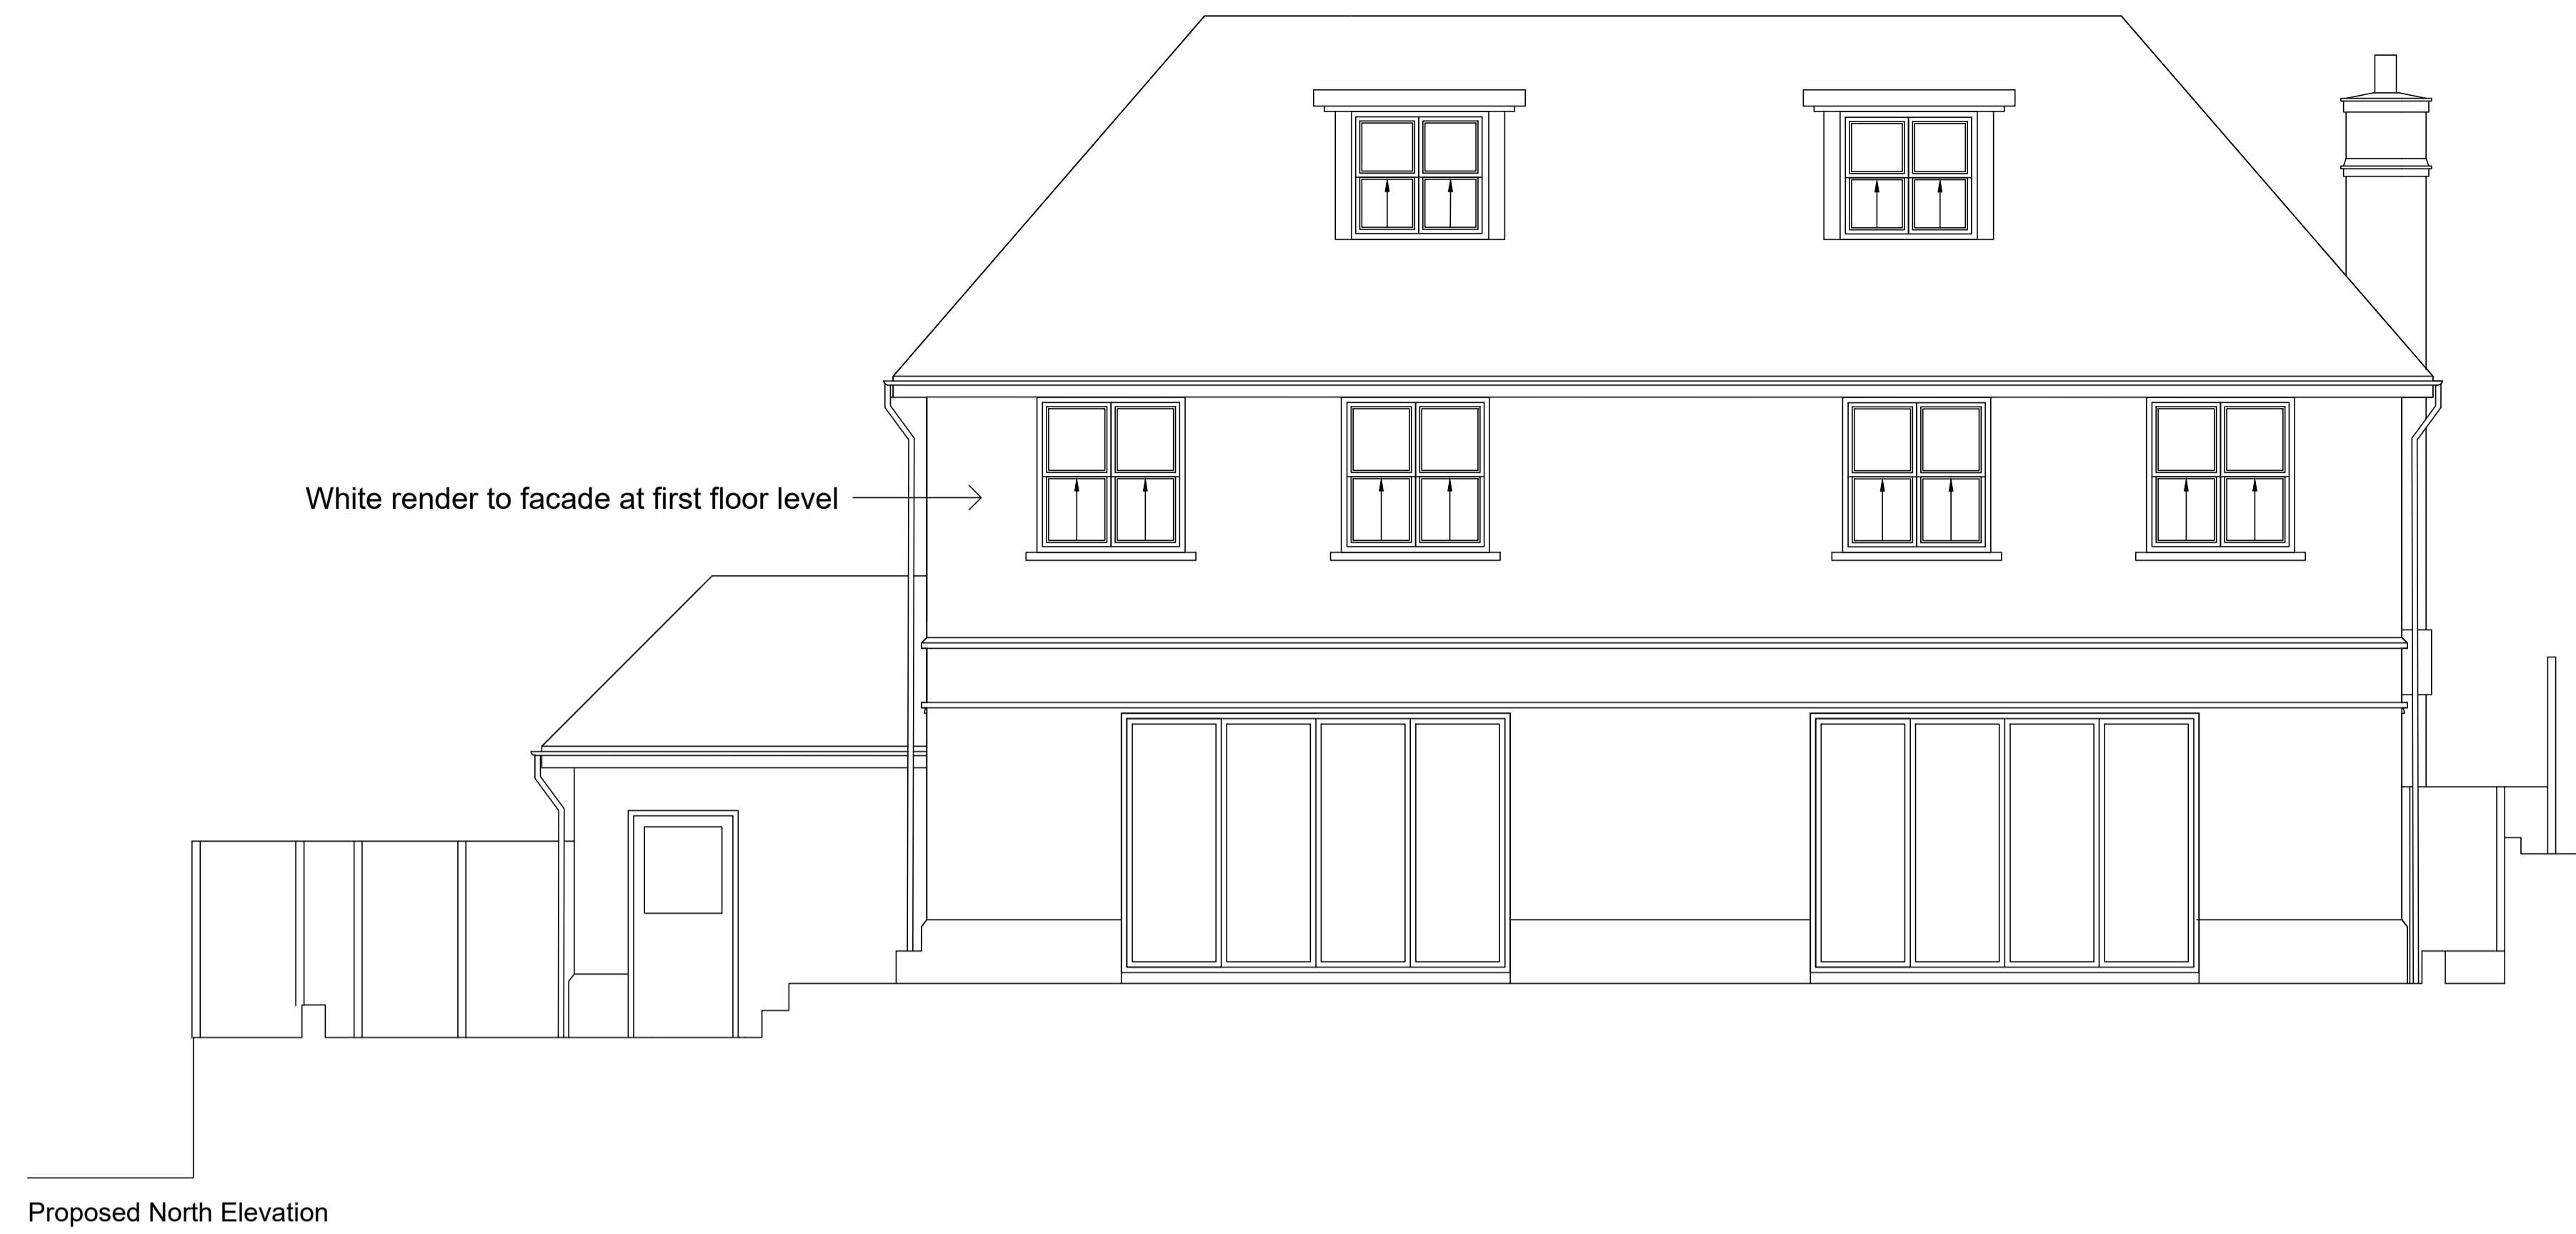 White render to facade at first floor level
Proposed North Elevation